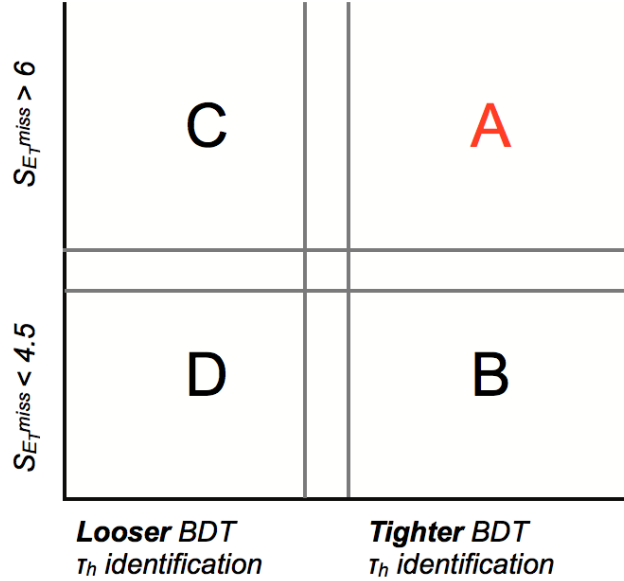 S_{E_T^{miss}} > 6
C
A
S_{E_T^{miss}} < 4.5
D
B
Looser BDT
τₕ identification
Tighter BDT
τₕ identification